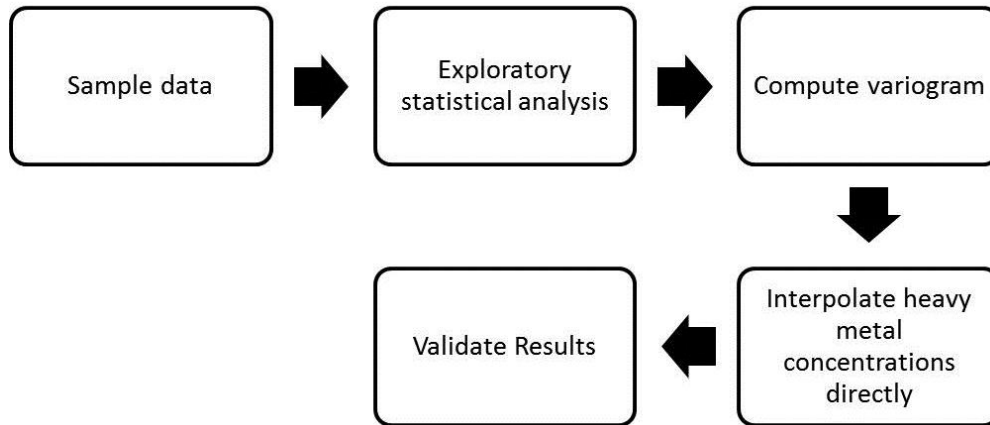 Sample data
Exploratory
statistical analysis
Compute variogram
Interpolate heavy
metal
concentrations
directly
Validate Results